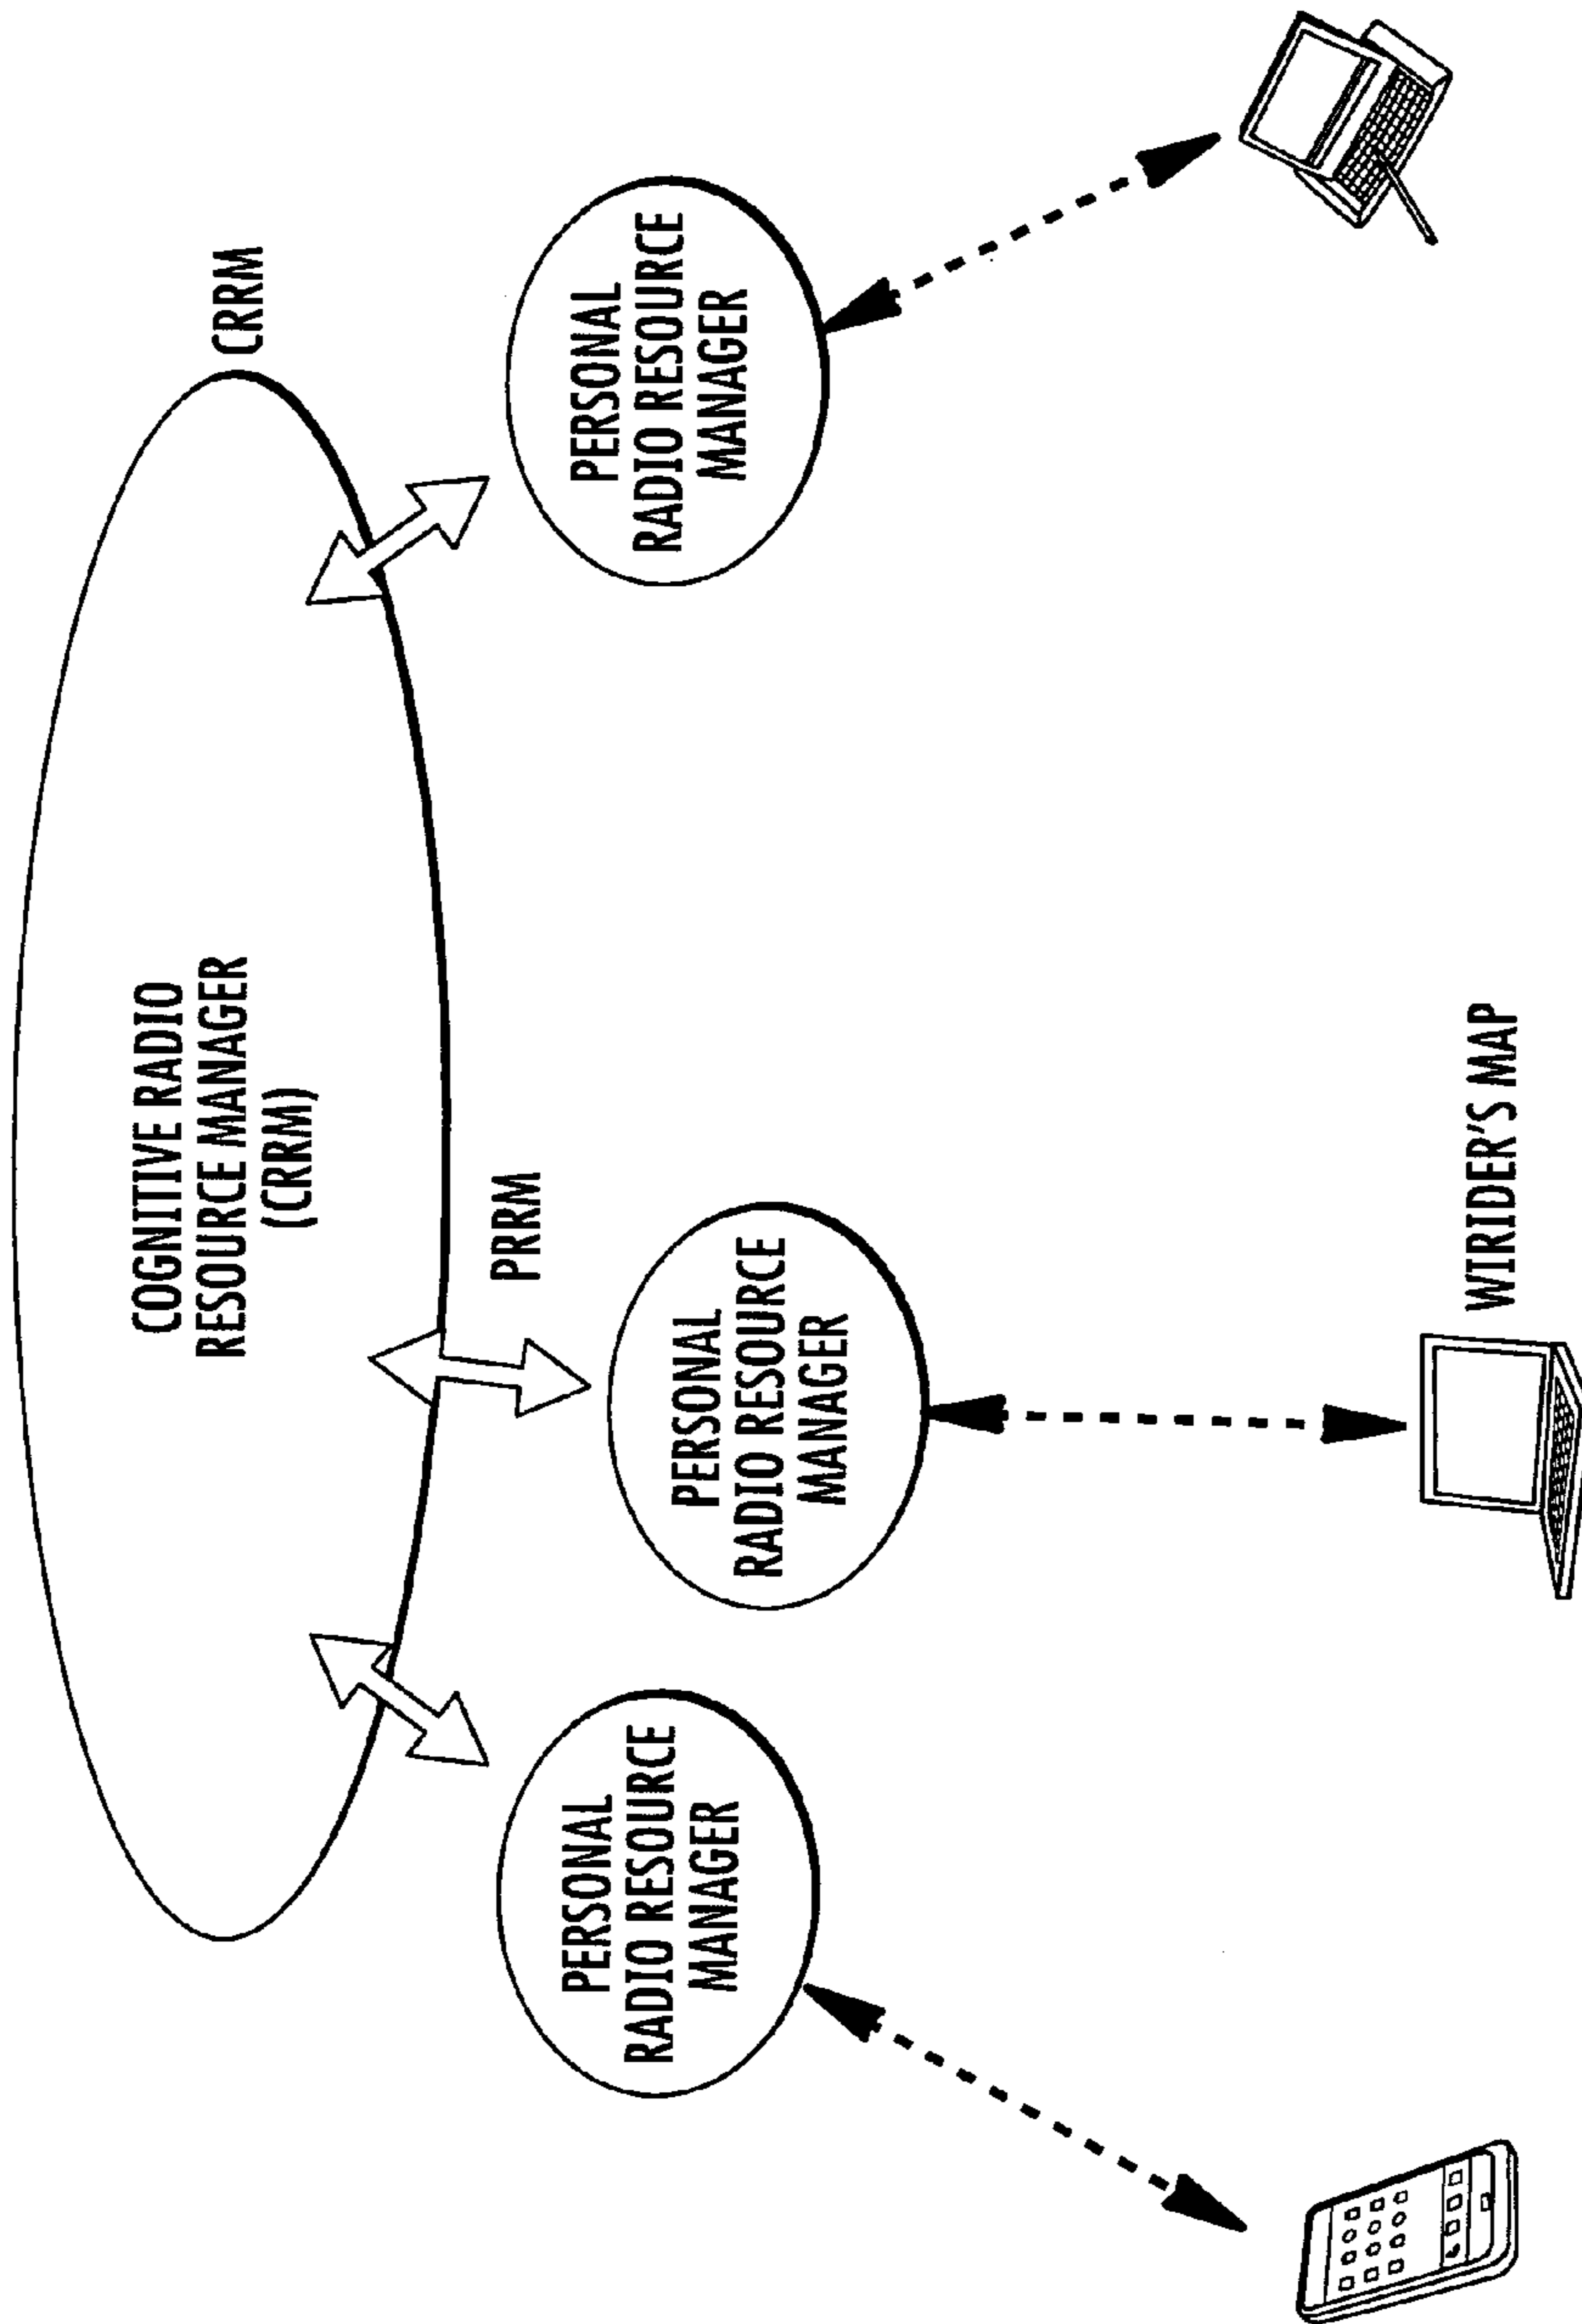 CRRM
COGNITIVE RADIO
RESOURCE MANAGER
(CRRM)
PRRM
PERSONAL
RADIO RESOURCE
MANAGER
PERSONAL
RADIO RESOURCE
MANAGER
PERSONAL
RADIO RESOURCE
MANAGER
WIRIDER'S MAP